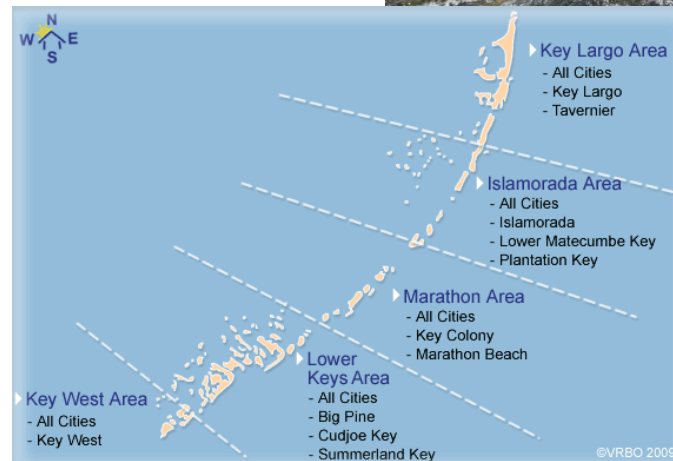 N
W E
S
Key Largo Area
- All Cities
- Key Largo
- Tavernier
Islamorada Area
- All Cities
- Islamorada
- Lower Matecumbe Key
- Plantation Key
Marathon Area
- All Cities
- Key Colony
- Marathon Beach
Lower
Keys Area
- All Cities
- Big Pine
- Cudjoe Key
- Summerland Key
Key West Area
- All Cities
- Key West
©VRBO 2009